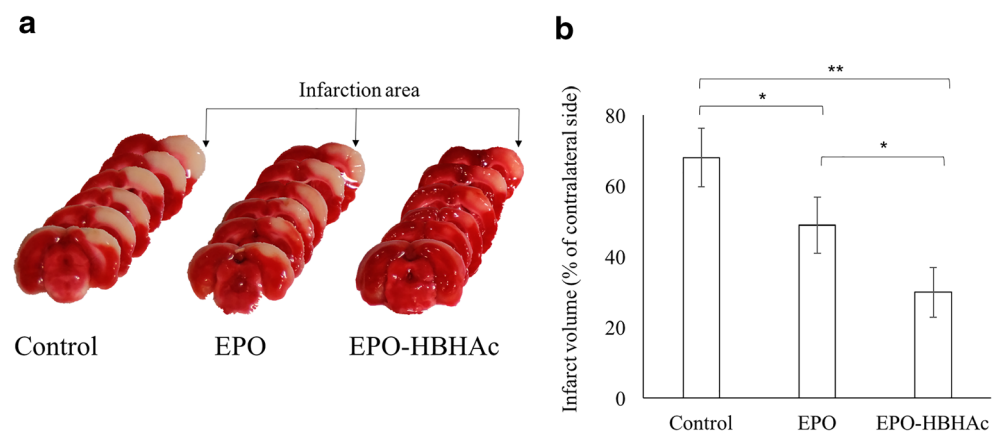 a
Infarction area
Control
EPO
EPO-HBHAc
b
**
*
*
Infarct volume (% of contralateral side)
80
60
40
20
0
Control
EPO
EPO-HBHAc